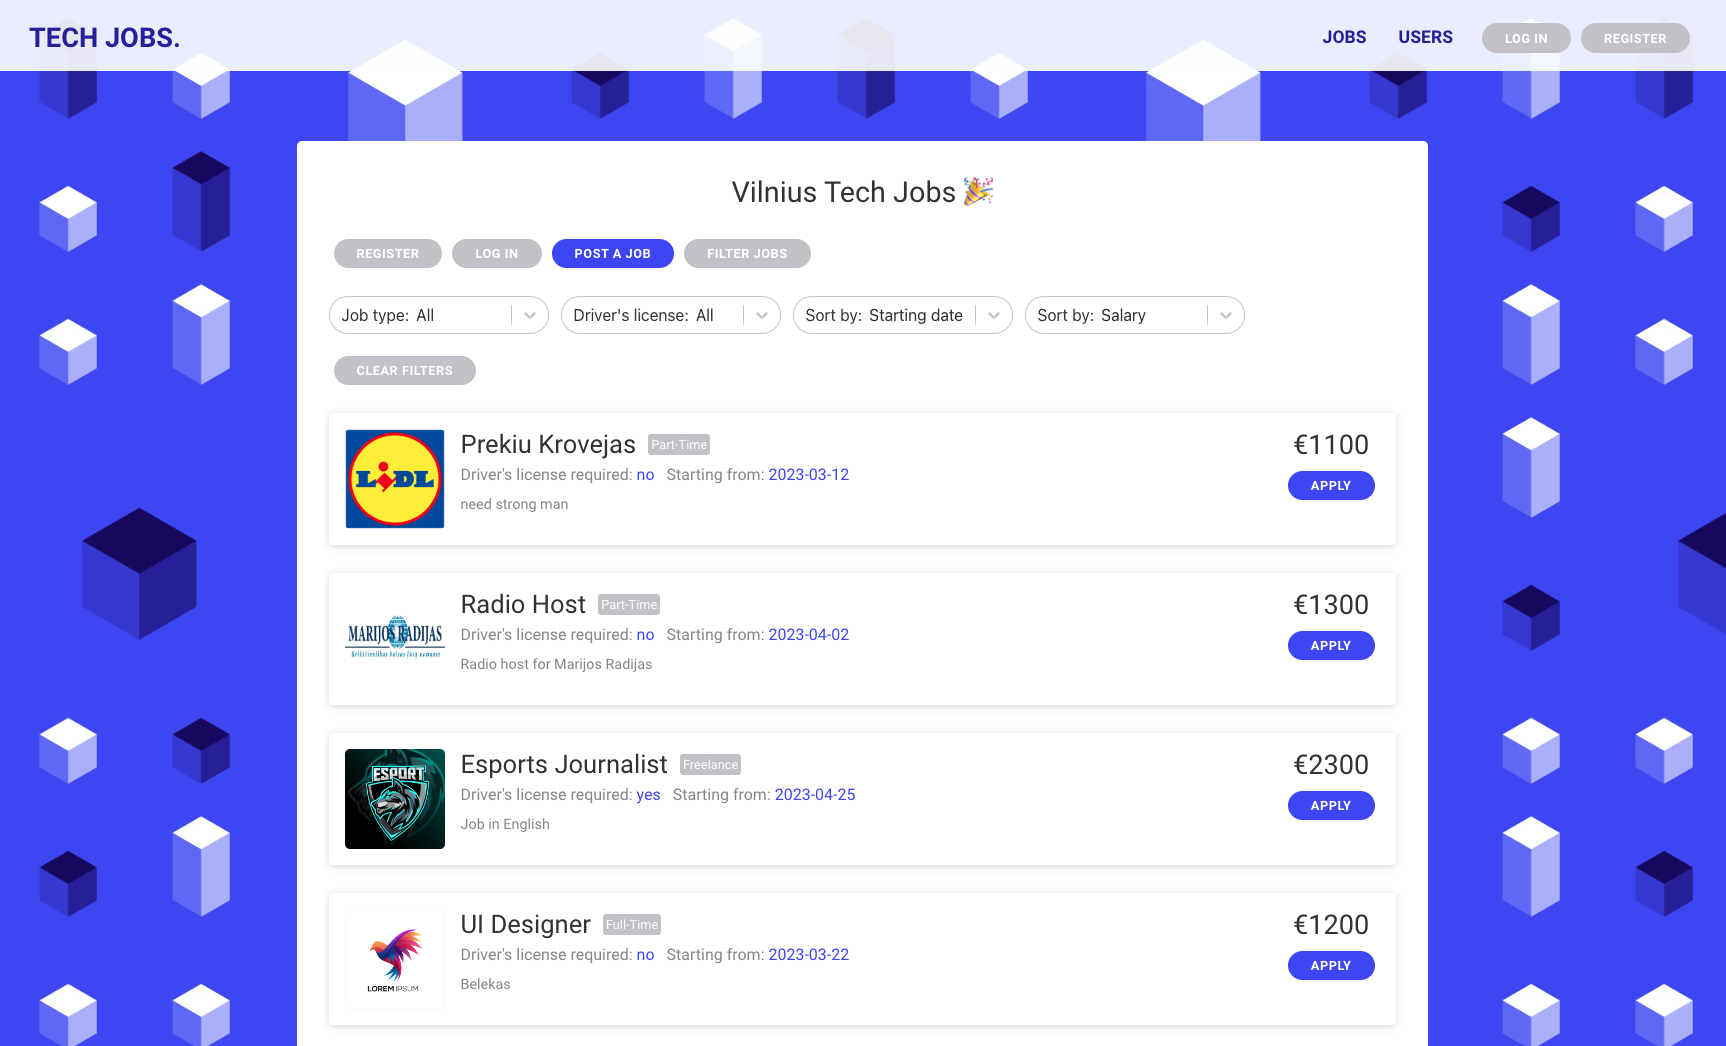 TECH JOBS.
JOBS USERS LOG IN REGISTER
Vilnius Tech Jobs
REGISTER LOG IN POST A JOB FILTER JOBS
Job type: All Driver's license: All Sort by: Starting date Sort by: Salary
CLEAR FILTERS
LIDL
Prekiu Krovejas Part-Time
€1100
Driver's license required: no Starting from: 2023-03-12
APPLY
need strong man
MARIJOS RADIJAS
Krikščioniškas balsas Jūsų namuose
Radio Host Part-Time
€1300
Driver's license required: no Starting from: 2023-04-02
APPLY
Radio host for Marijos Radijas
ESPORT
Esports Journalist Freelance
€2300
Driver's license required: yes Starting from: 2023-04-25
APPLY
Job in English
LOREM IPSUM
UI Designer Full-Time
€1200
Driver's license required: no Starting from: 2023-03-22
APPLY
Belekas